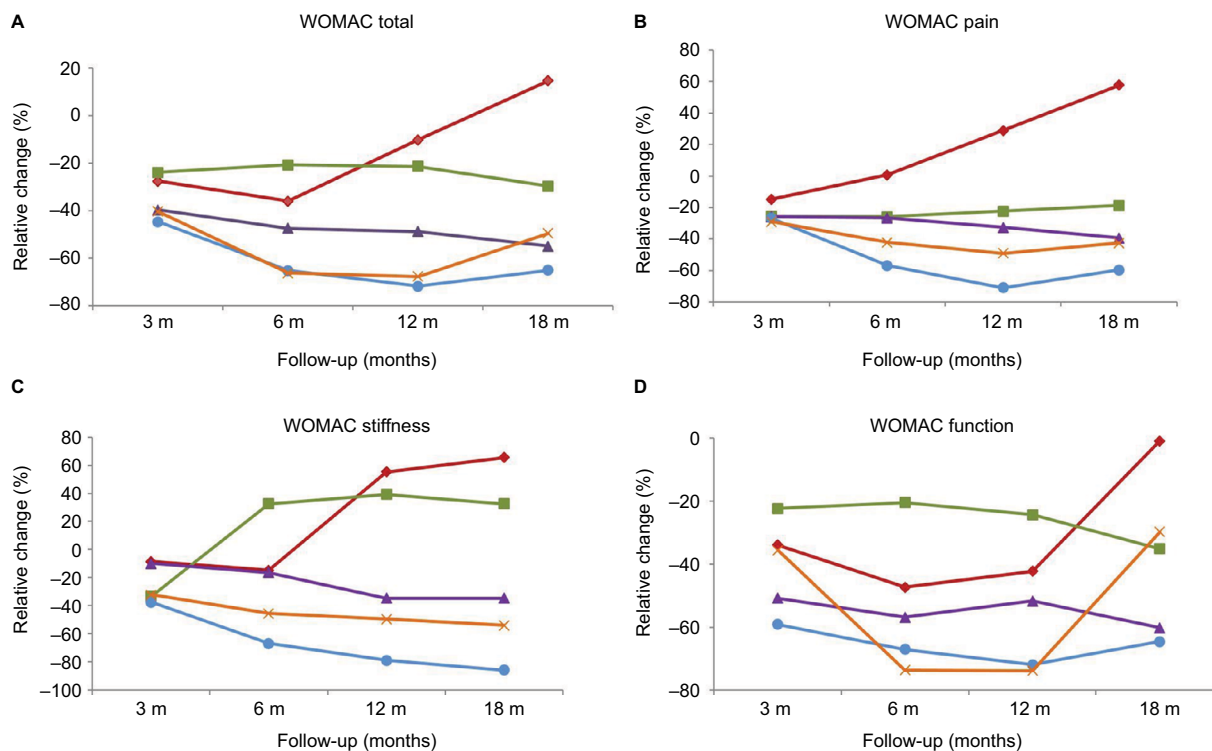 A
WOMAC total
Relative change (%)
20
0
–20
–40
–60
–80
3 m 6 m 12 m 18 m
Follow-up (months)
B
WOMAC pain
Relative change (%)
80
60
40
20
0
–20
–40
–60
–80
3 m 6 m 12 m 18 m
Follow-up (months)
C
WOMAC stiffness
Relative change (%)
80
60
40
20
0
–20
–40
–60
–80
–100
3 m 6 m 12 m 18 m
Follow-up (months)
D
WOMAC function
Relative change (%)
0
–20
–40
–60
–80
3 m 6 m 12 m 18 m
Follow-up (months)